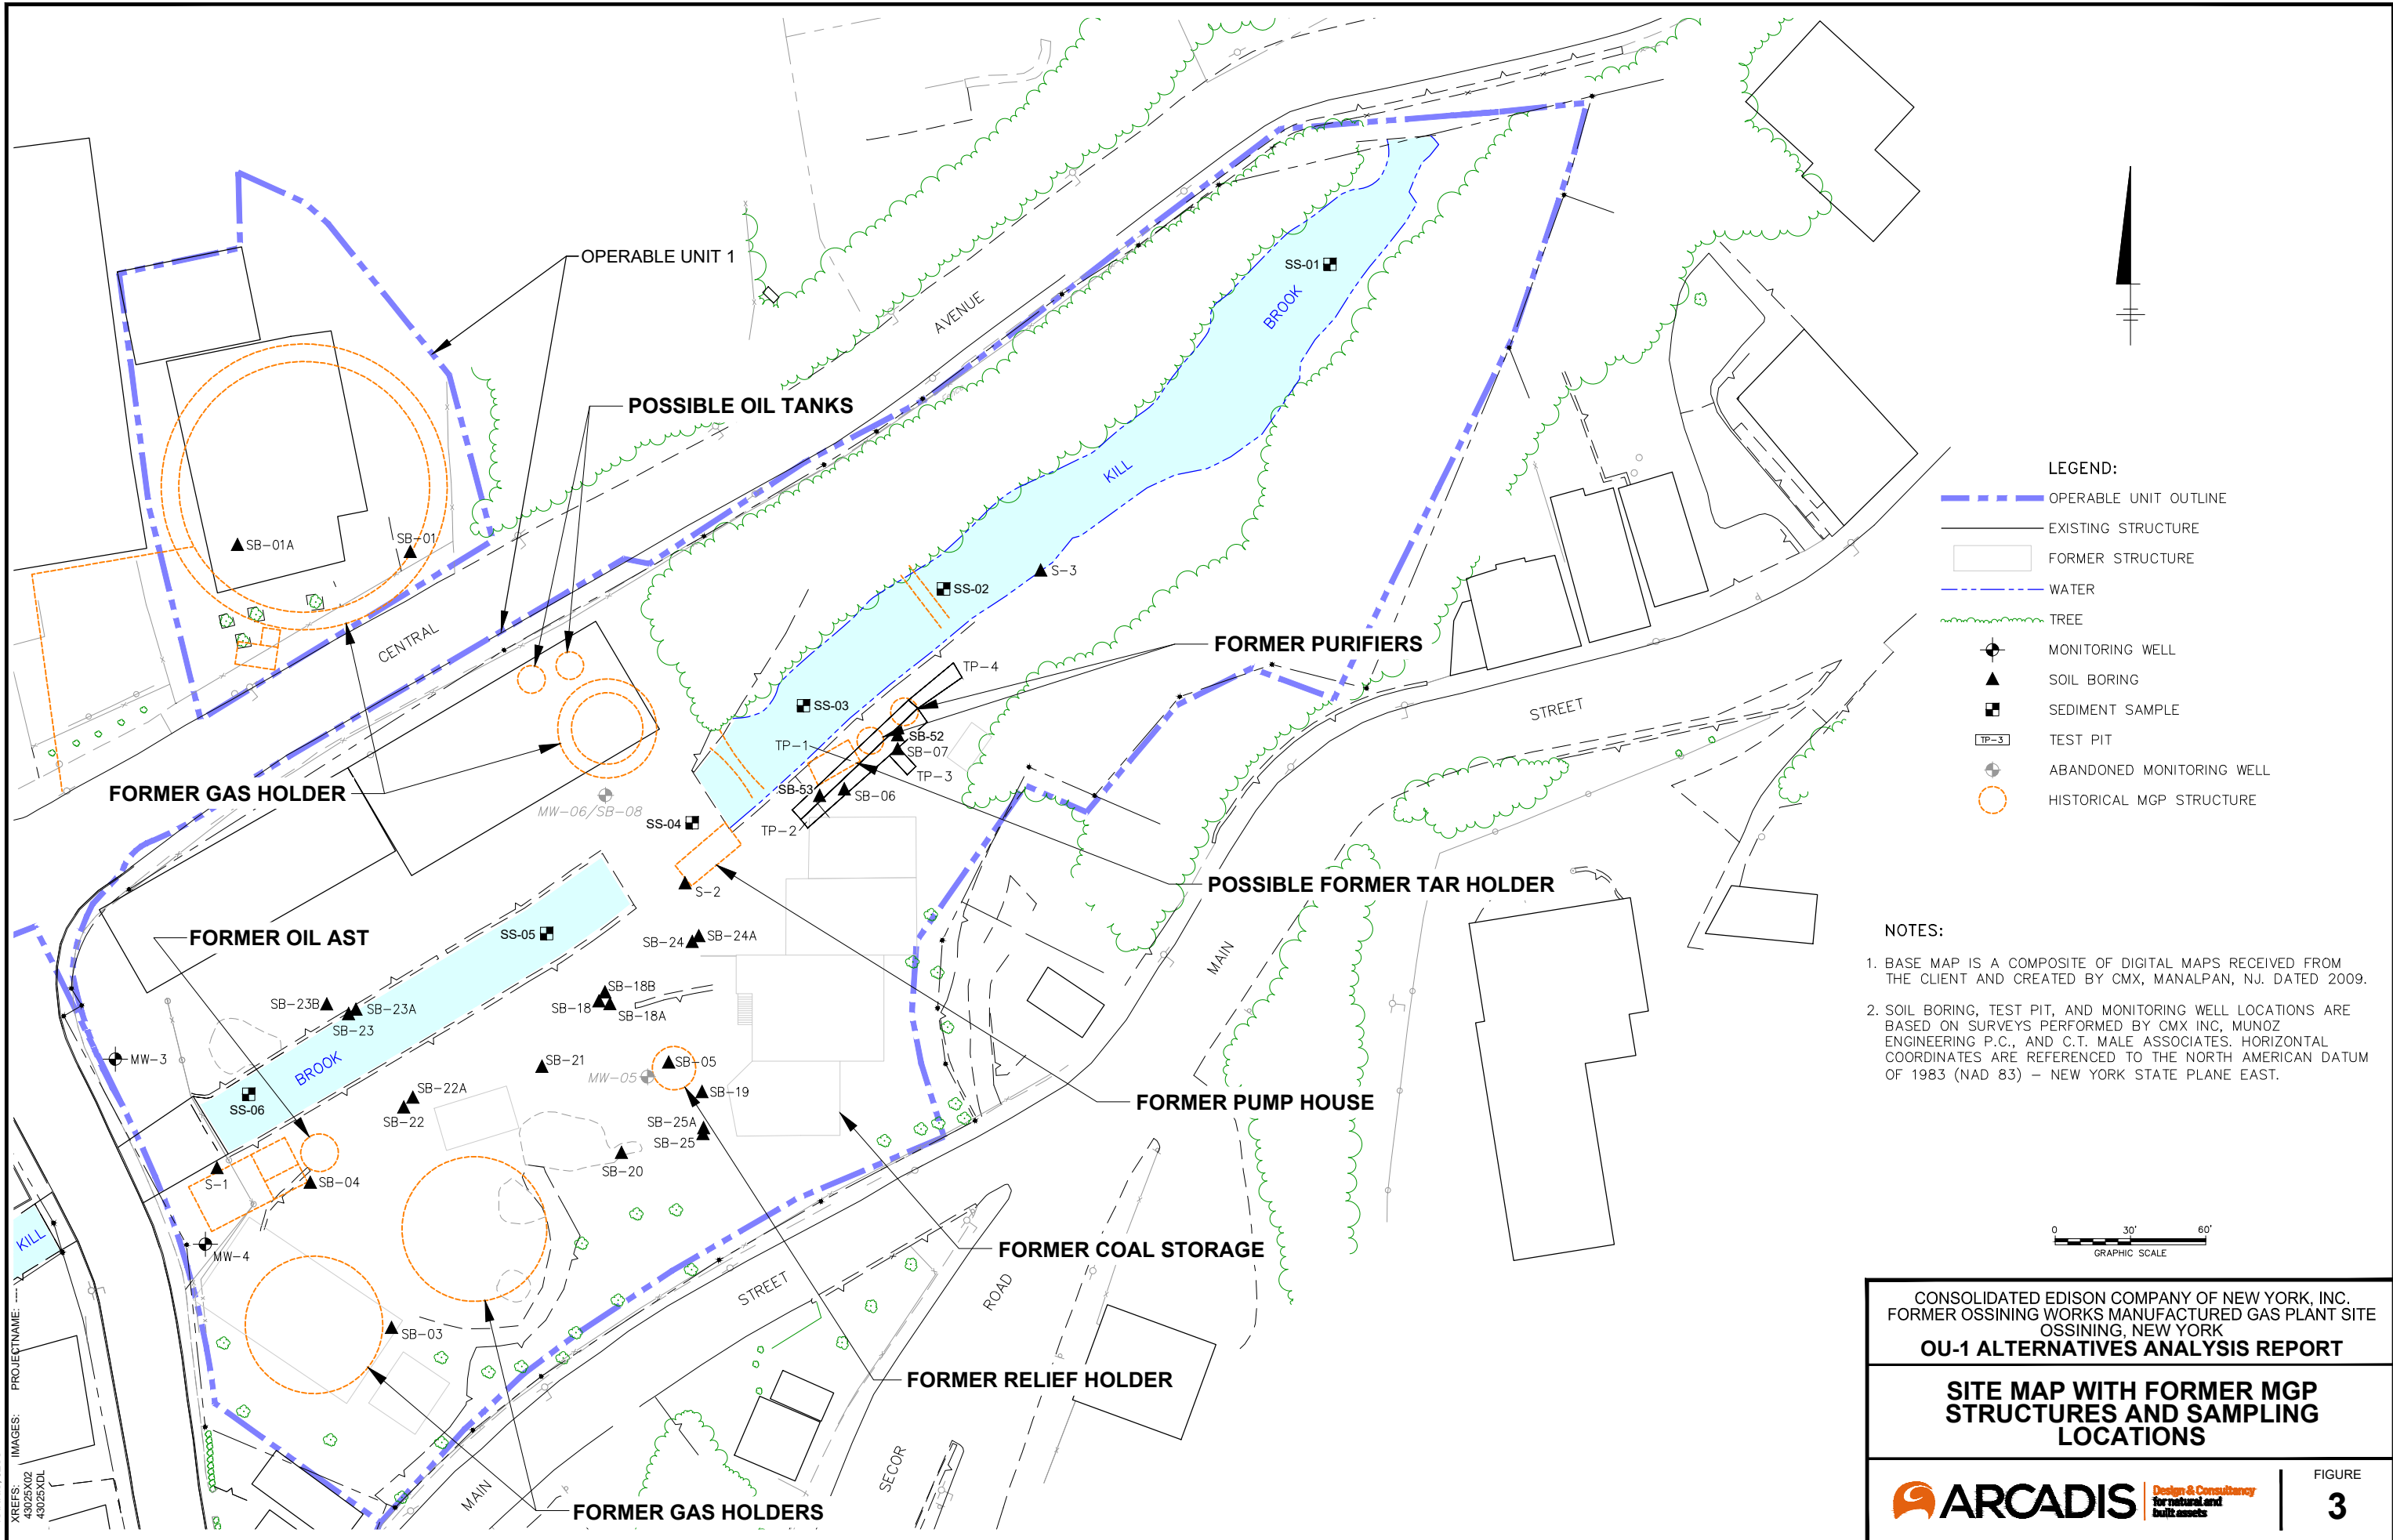 OPERABLE UNIT 1
AVENUE
SS-01
BROOK
POSSIBLE OIL TANKS
KILL
SB-01A
SB-01
CENTRAL
S-3
SS-02
FORMER PURIFIERS
TP-4
SS-03
TP-1
SB-52
SB-07
TP-3
SB-53
SB-06
TP-2
STREET
FORMER GAS HOLDER
MW-06/SB-08
SS-04
S-2
POSSIBLE FORMER TAR HOLDER
FORMER OIL AST
SS-05
SB-24
SB-24A
MAIN
SB-18B
SB-18
SB-18A
SB-23B
SB-23A
SB-23
MW-3
BROOK
SB-21
SB-05
MW-05
SB-22A
SB-22
SB-19
SS-06
FORMER PUMP HOUSE
SB-25A
SB-25
SB-20
S-1
SB-04
KILL
MW-4
FORMER COAL STORAGE
STREET
ROAD
SB-03
FORMER RELIEF HOLDER
SECOR
MAIN
FORMER GAS HOLDERS
LEGEND:
OPERABLE UNIT OUTLINE
EXISTING STRUCTURE
FORMER STRUCTURE
WATER
TREE
MONITORING WELL
SOIL BORING
SEDIMENT SAMPLE
TP-3
TEST PIT
ABANDONED MONITORING WELL
HISTORICAL MGP STRUCTURE
NOTES:
1. BASE MAP IS A COMPOSITE OF DIGITAL MAPS RECEIVED FROM
THE CLIENT AND CREATED BY CMX, MANALPAN, NJ. DATED 2009.
2. SOIL BORING, TEST PIT, AND MONITORING WELL LOCATIONS ARE
BASED ON SURVEYS PERFORMED BY CMX INC, MUNOZ
ENGINEERING P.C., AND C.T. MALE ASSOCIATES. HORIZONTAL
COORDINATES ARE REFERENCED TO THE NORTH AMERICAN DATUM
OF 1983 (NAD 83) – NEW YORK STATE PLANE EAST.
0 30' 60'
GRAPHIC SCALE
CONSOLIDATED EDISON COMPANY OF NEW YORK, INC.
FORMER OSSINING WORKS MANUFACTURED GAS PLANT SITE
OSSINING, NEW YORK
OU-1 ALTERNATIVES ANALYSIS REPORT
SITE MAP WITH FORMER MGP
STRUCTURES AND SAMPLING
LOCATIONS
ARCADIS
Design & Consultancy
for natural and
built assets
FIGURE
3
XREFS: IMAGES: PROJECTNAME: ----
43025X02
43025XDL